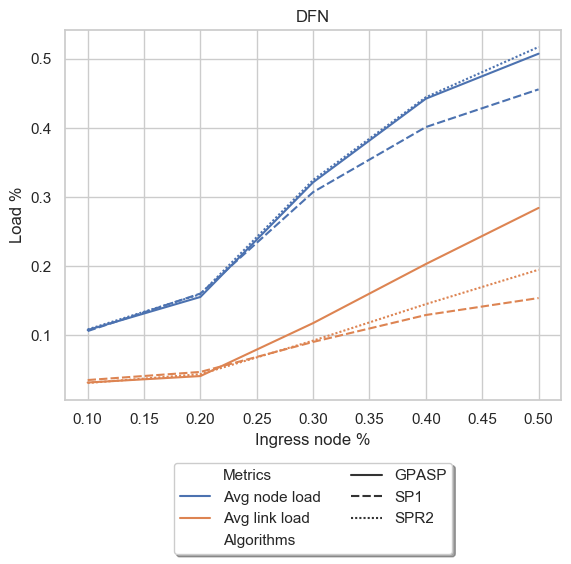 DFN
0.5
0.4
0.3
0.2
0.1
Load %
0.10 0.15 0.20 0.25 0.30 0.35 0.40 0.45 0.50
Ingress node %
Metrics
Avg node load
Avg link load
Algorithms
GPASP
SP1
SPR2